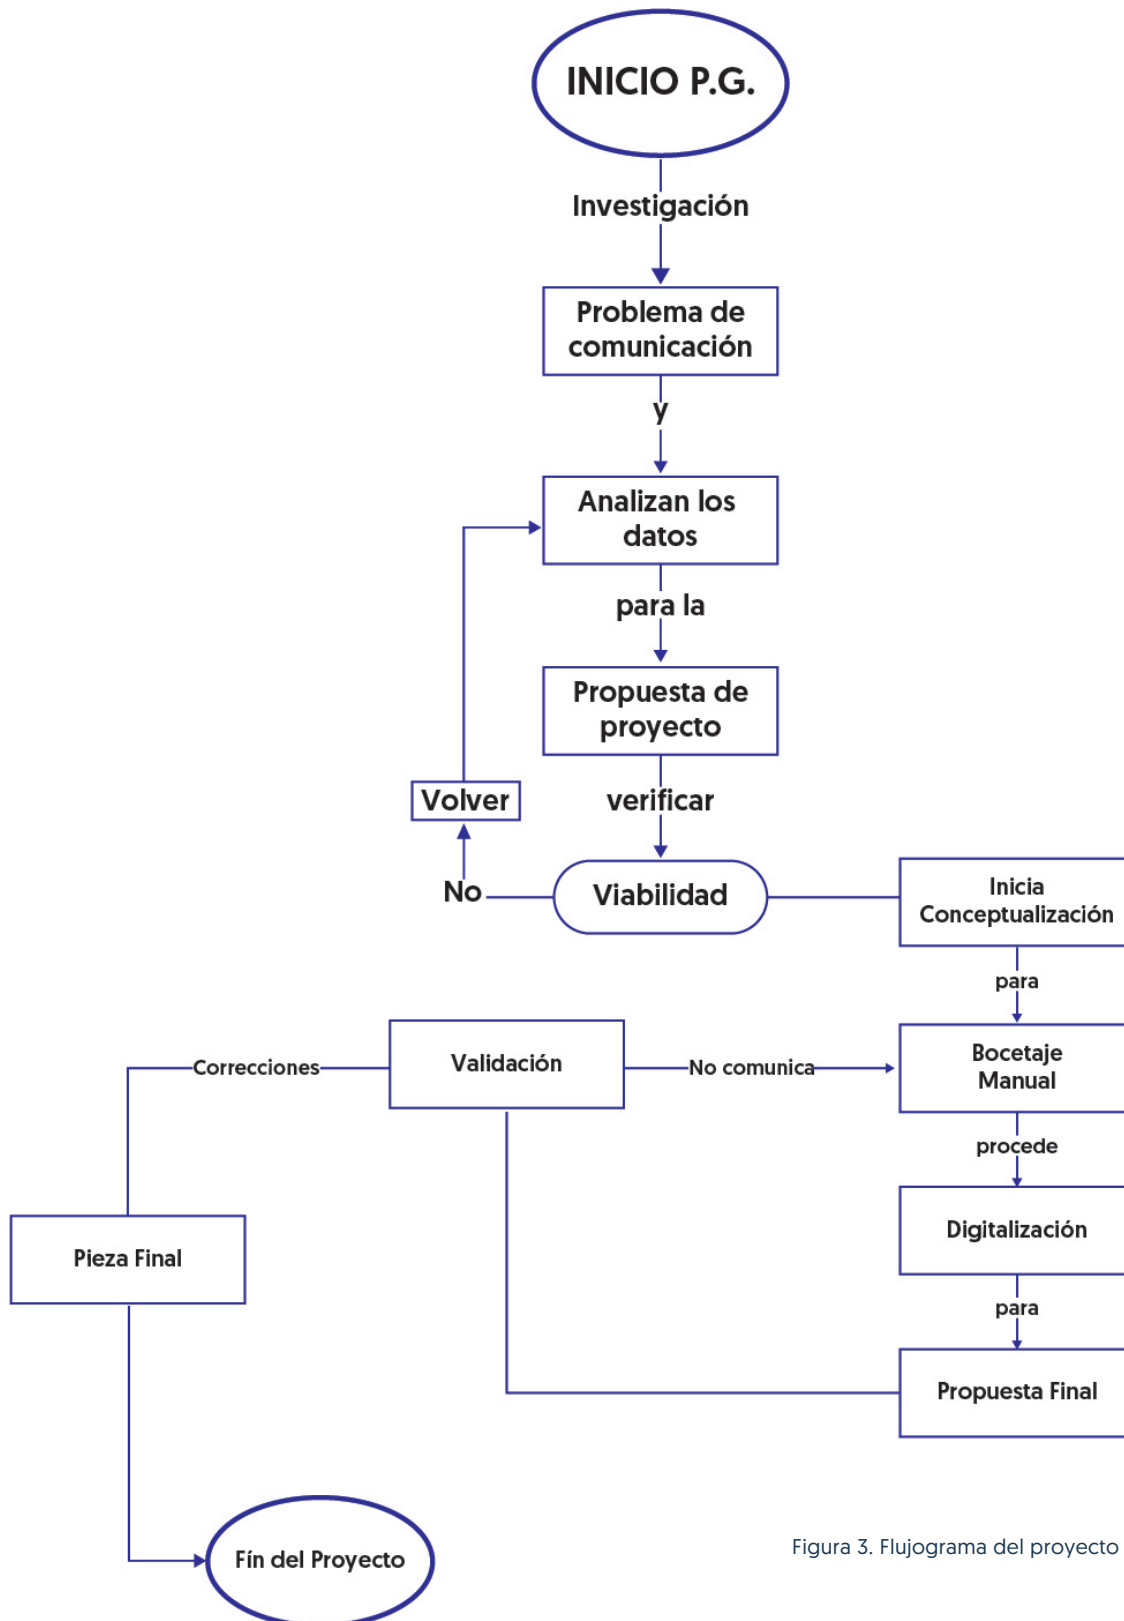 INICIO P.G.
Investigación
Problema de
comunicación
y
Analizan los
datos
para la
Propuesta de
proyecto
Volver
verificar
No
Viabilidad
Inicia
Conceptualización
para
Correcciones
Validación
No comunica
Bocetaje
Manual
procede
Pieza Final
Digitalización
para
Propuesta Final
Fín del Proyecto
Figura 3. Flujograma del proyecto